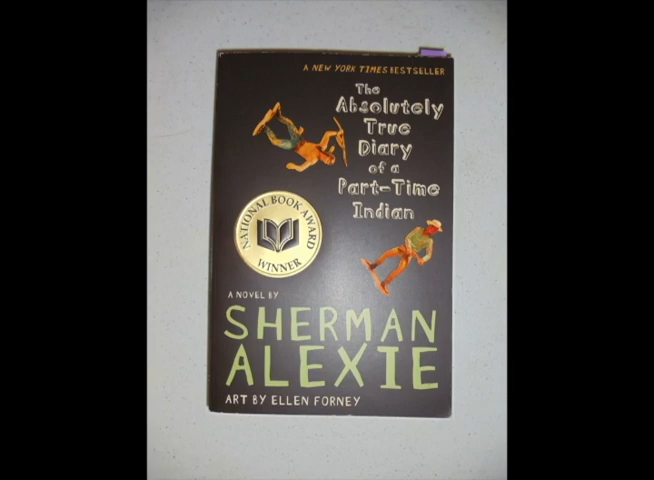 A NEW YORK TIMES BESTSELLER
The
Absolutely
True
Diary
of a
Part-Time
Indian
NATIONAL BOOK AWARD
WINNER
A NOVEL BY
SHERMAN
ALEXIE
ART BY ELLEN FORNEY